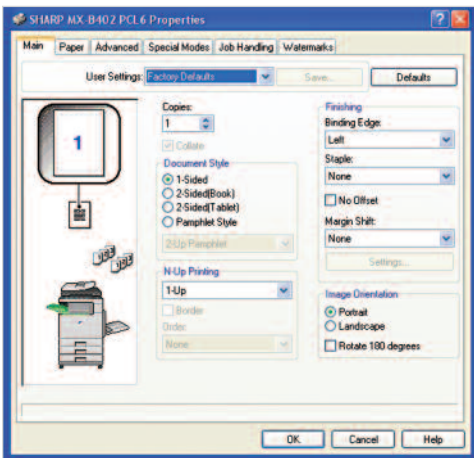 SHARP MX-B402 PCL6 Properties
Main Paper Advanced Special Modes Job Handling Watermarks
User Settings: Factory Defaults Save... Defaults
1
Copies:
1
Collate
Document Style
1-Sided
2-Sided(Book)
2-Sided(Tablet)
Pamphlet Style
2-Up Pamphlet
N-Up Printing
1-Up
Border
Order:
None
Finishing
Binding Edge:
Left
Staple:
None
No Offset
Margin Shift:
None
Settings...
Image Orientation
Portrait
Landscape
Rotate 180 degrees
OK Cancel Help